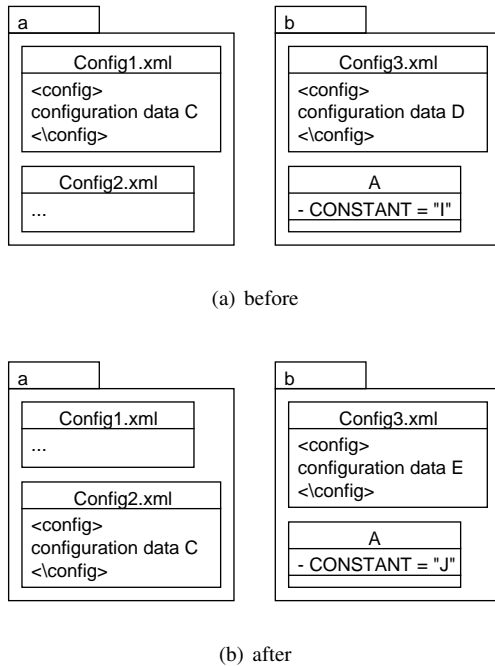 a
Config1.xml
<config>
configuration data C
<\config>
Config2.xml
...
b
Config3.xml
<config>
configuration data D
<\config>
A
- CONSTANT = "I"
(a) before
a
Config1.xml
...
Config2.xml
<config>
configuration data C
<\config>
b
Config3.xml
<config>
configuration data E
<\config>
A
- CONSTANT = "J"
(b) after